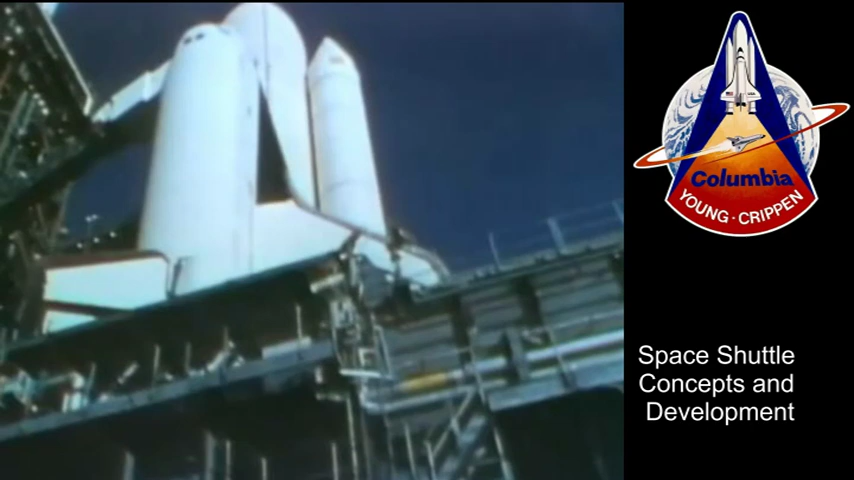 Columbia
YOUNG · CRIPPEN
Space Shuttle
Concepts and
Development